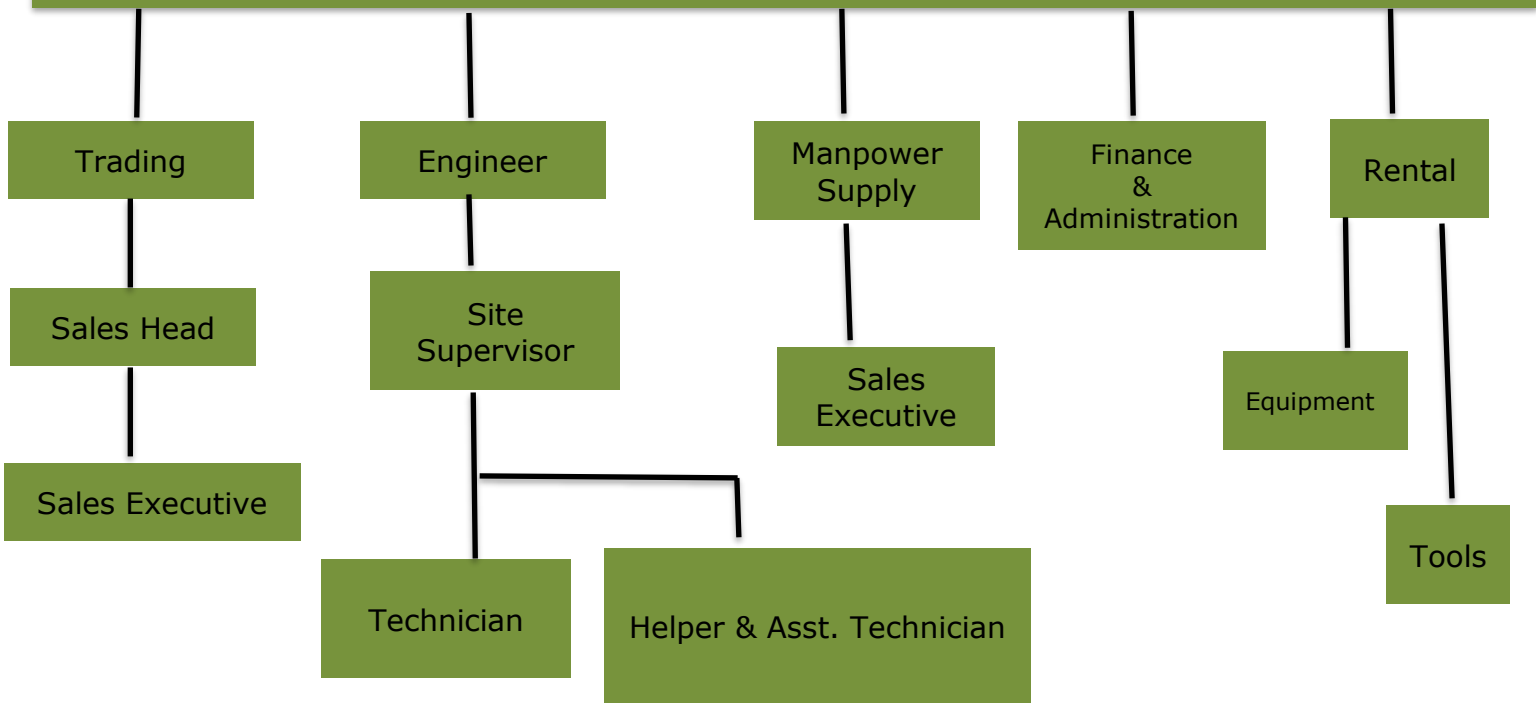 Trading
Engineer
Manpower
Supply
Finance
&
Administration
Rental
Sales Head
Site
Supervisor
Sales
Executive
Equipment
Sales Executive
Technician
Helper & Asst. Technician
Tools